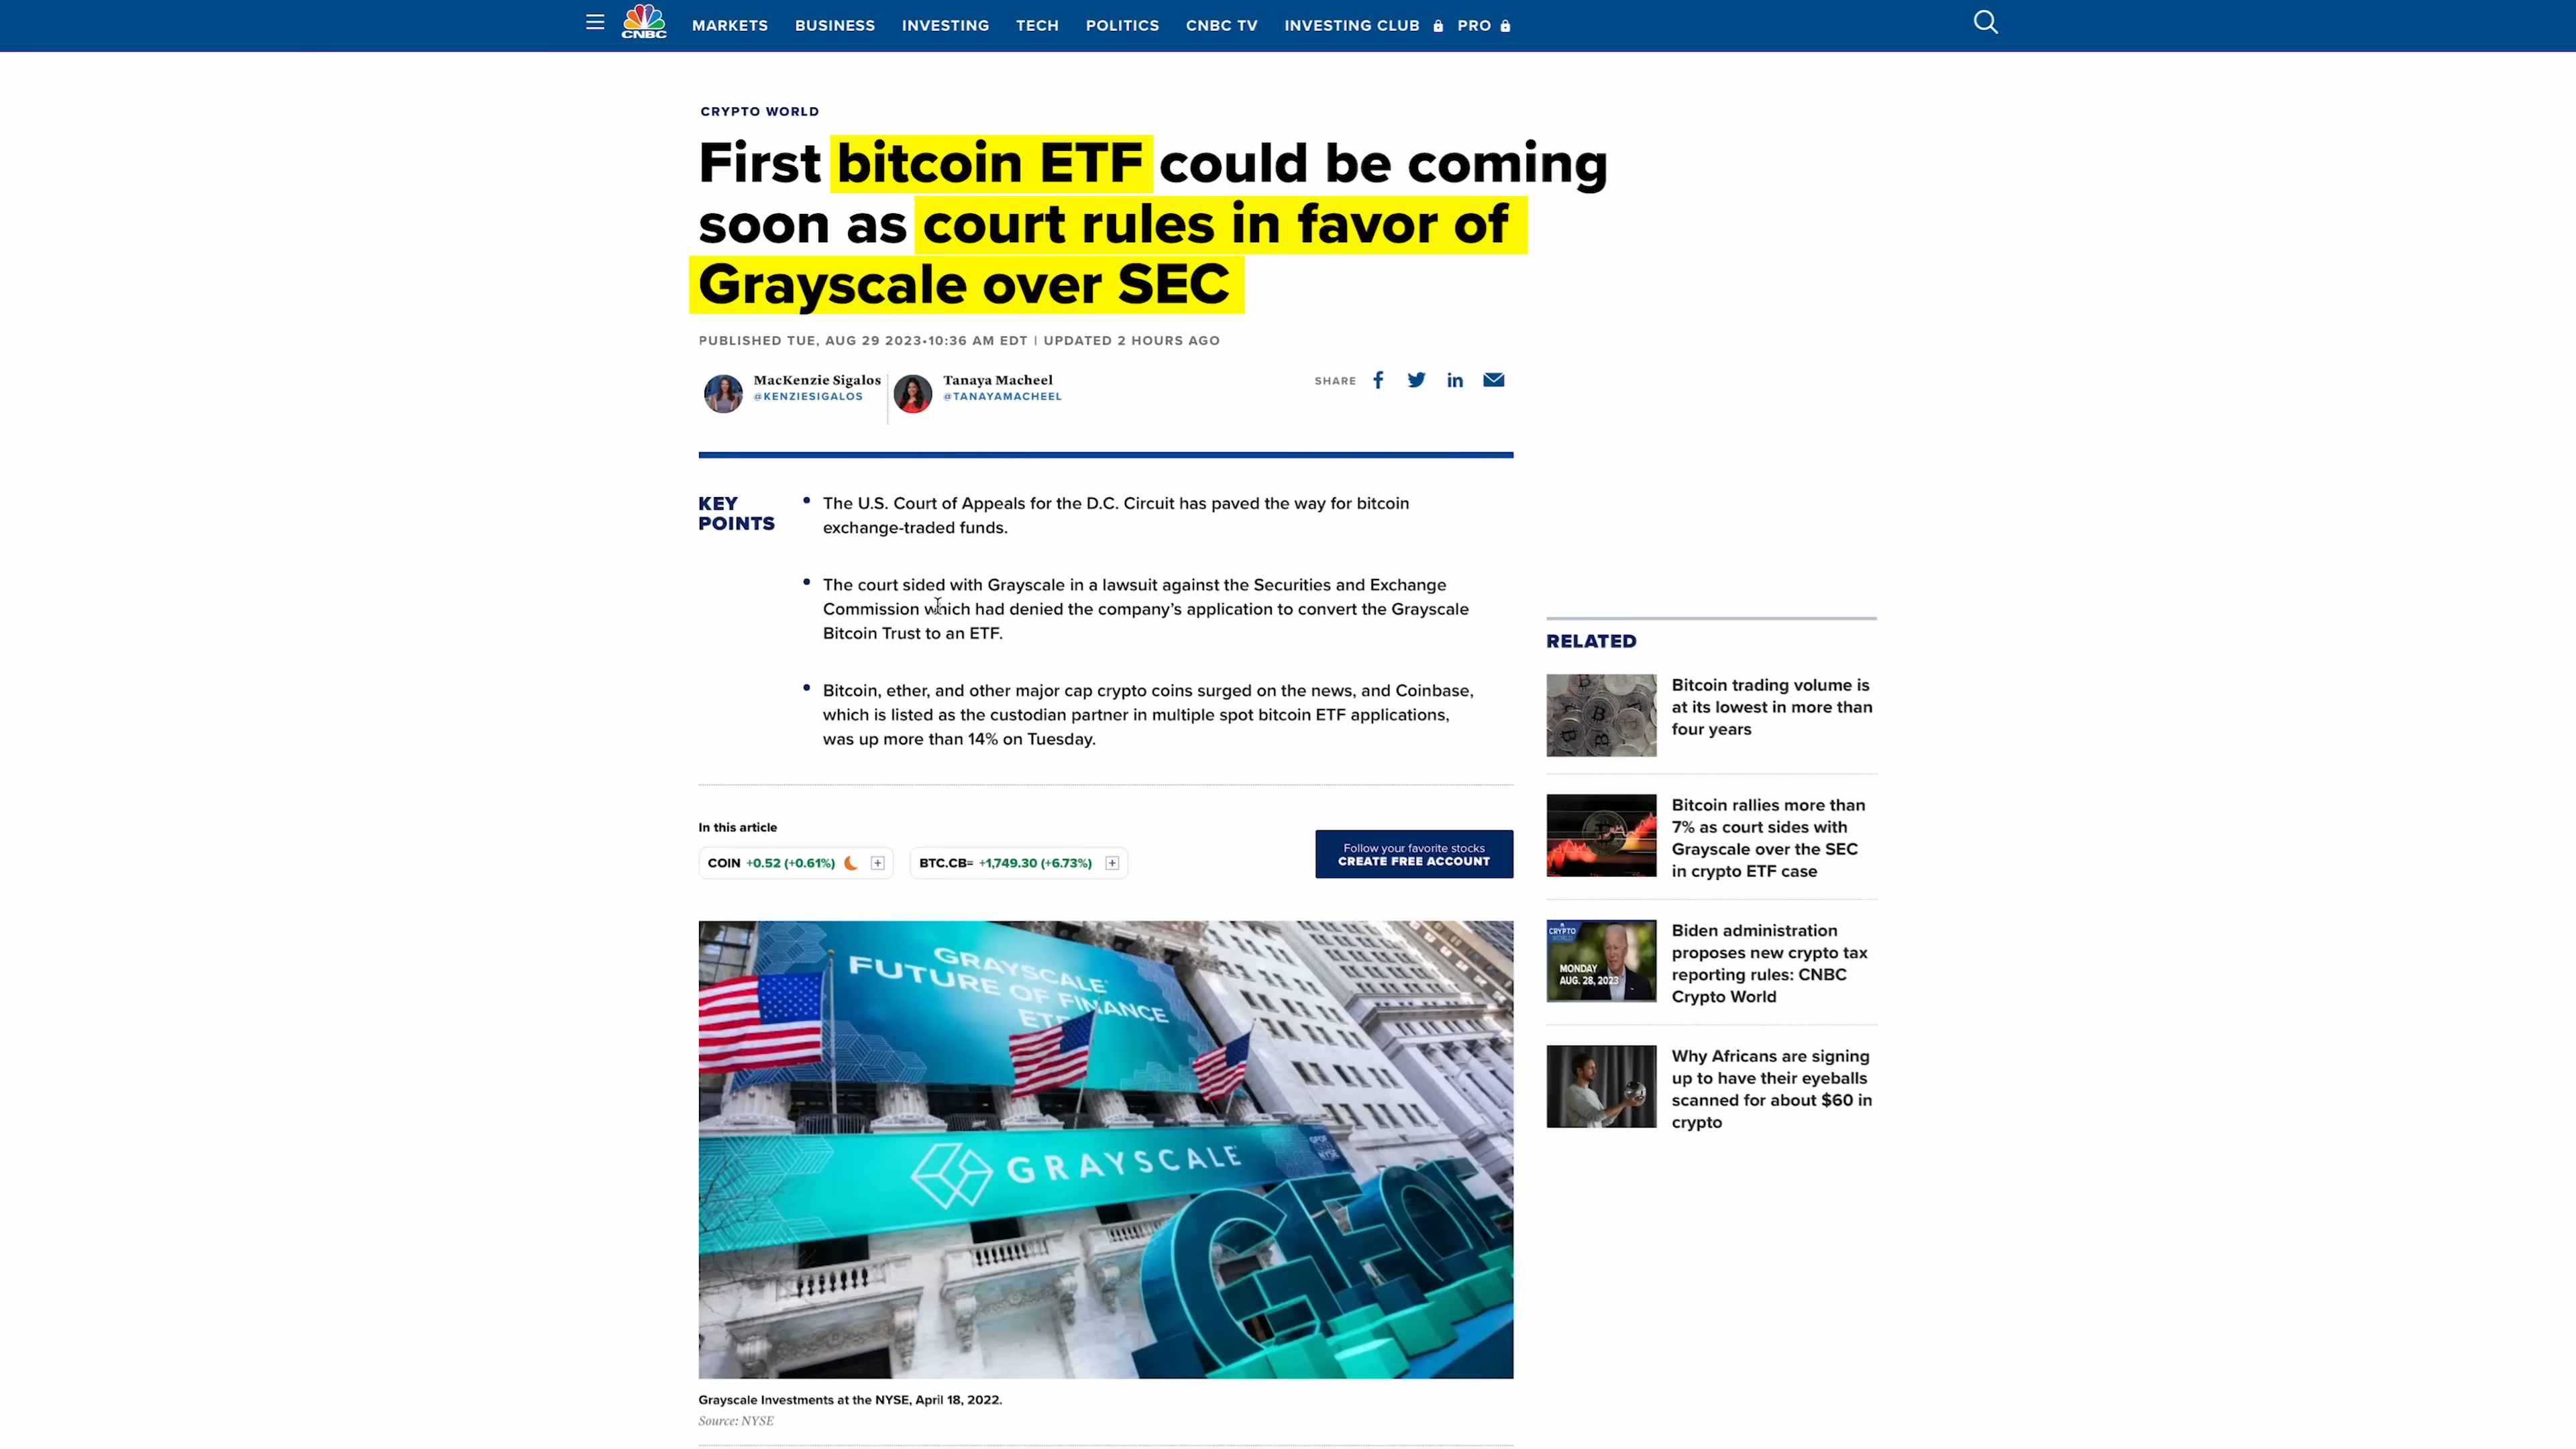 CNBC
MARKETS BUSINESS INVESTING TECH POLITICS CNBC TV INVESTING CLUB PRO
CRYPTO WORLD
First bitcoin ETF could be coming
soon as court rules in favor of
Grayscale over SEC
PUBLISHED TUE, AUG 29 2023•10:36 AM EDT | UPDATED 2 HOURS AGO
MacKenzie Sigalos
@KENZIESIGALOS
Tanaya Macheel
@TANAYAMACHEEL
SHARE
KEY
POINTS
• The U.S. Court of Appeals for the D.C. Circuit has paved the way for bitcoin
exchange-traded funds.
• The court sided with Grayscale in a lawsuit against the Securities and Exchange
Commission which had denied the company’s application to convert the Grayscale
Bitcoin Trust to an ETF.
• Bitcoin, ether, and other major cap crypto coins surged on the news, and Coinbase,
which is listed as the custodian partner in multiple spot bitcoin ETF applications,
was up more than 14% on Tuesday.
In this article
COIN +0.52 (+0.61%)
BTC.CB= +1,749.30 (+6.73%)
Follow your favorite stocks
CREATE FREE ACCOUNT
GRAYSCALE
FUTURE OF FINANCE
ETF
GRAYSCALE
Grayscale Investments at the NYSE, April 18, 2022.
Source: NYSE
RELATED
Bitcoin trading volume is
at its lowest in more than
four years
Bitcoin rallies more than
7% as court sides with
Grayscale over the SEC
in crypto ETF case
CRYPTO
WORLD
MONDAY
AUG. 28, 2023
Biden administration
proposes new crypto tax
reporting rules: CNBC
Crypto World
Why Africans are signing
up to have their eyeballs
scanned for about $60 in
crypto